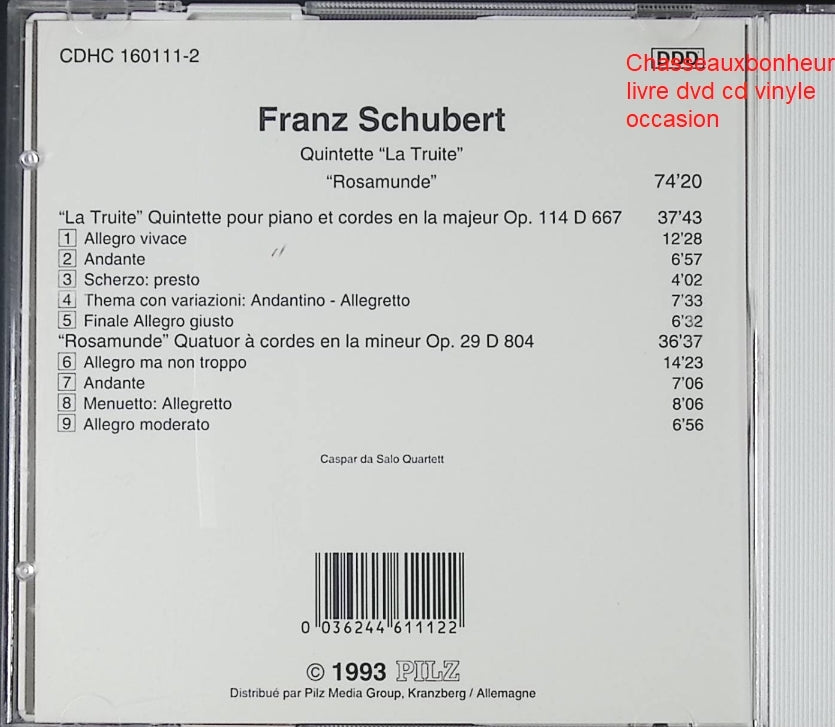 CDHC 160111-2
DDD
Chasseauxbonheur
livre dvd cd vinyle
occasion
Franz Schubert
Quintette “La Truite”
“Rosamunde” 74’20
“La Truite” Quintette pour piano et cordes en la majeur Op. 114 D 667 37’43
1 Allegro vivace 12’28
2 Andante 6’57
3 Scherzo: presto 4’02
4 Thema con variazioni: Andantino - Allegretto 7’33
5 Finale Allegro giusto 6’32
“Rosamunde” Quatuor à cordes en la mineur Op. 29 D 804 36’37
6 Allegro ma non troppo 14’23
7 Andante 7’06
8 Menuetto: Allegretto 8’06
9 Allegro moderato 6’56
Caspar da Salo Quartett
0 036244 611122
© 1993 PILZ
Distribué par Pilz Media Group, Kranzberg / Allemagne